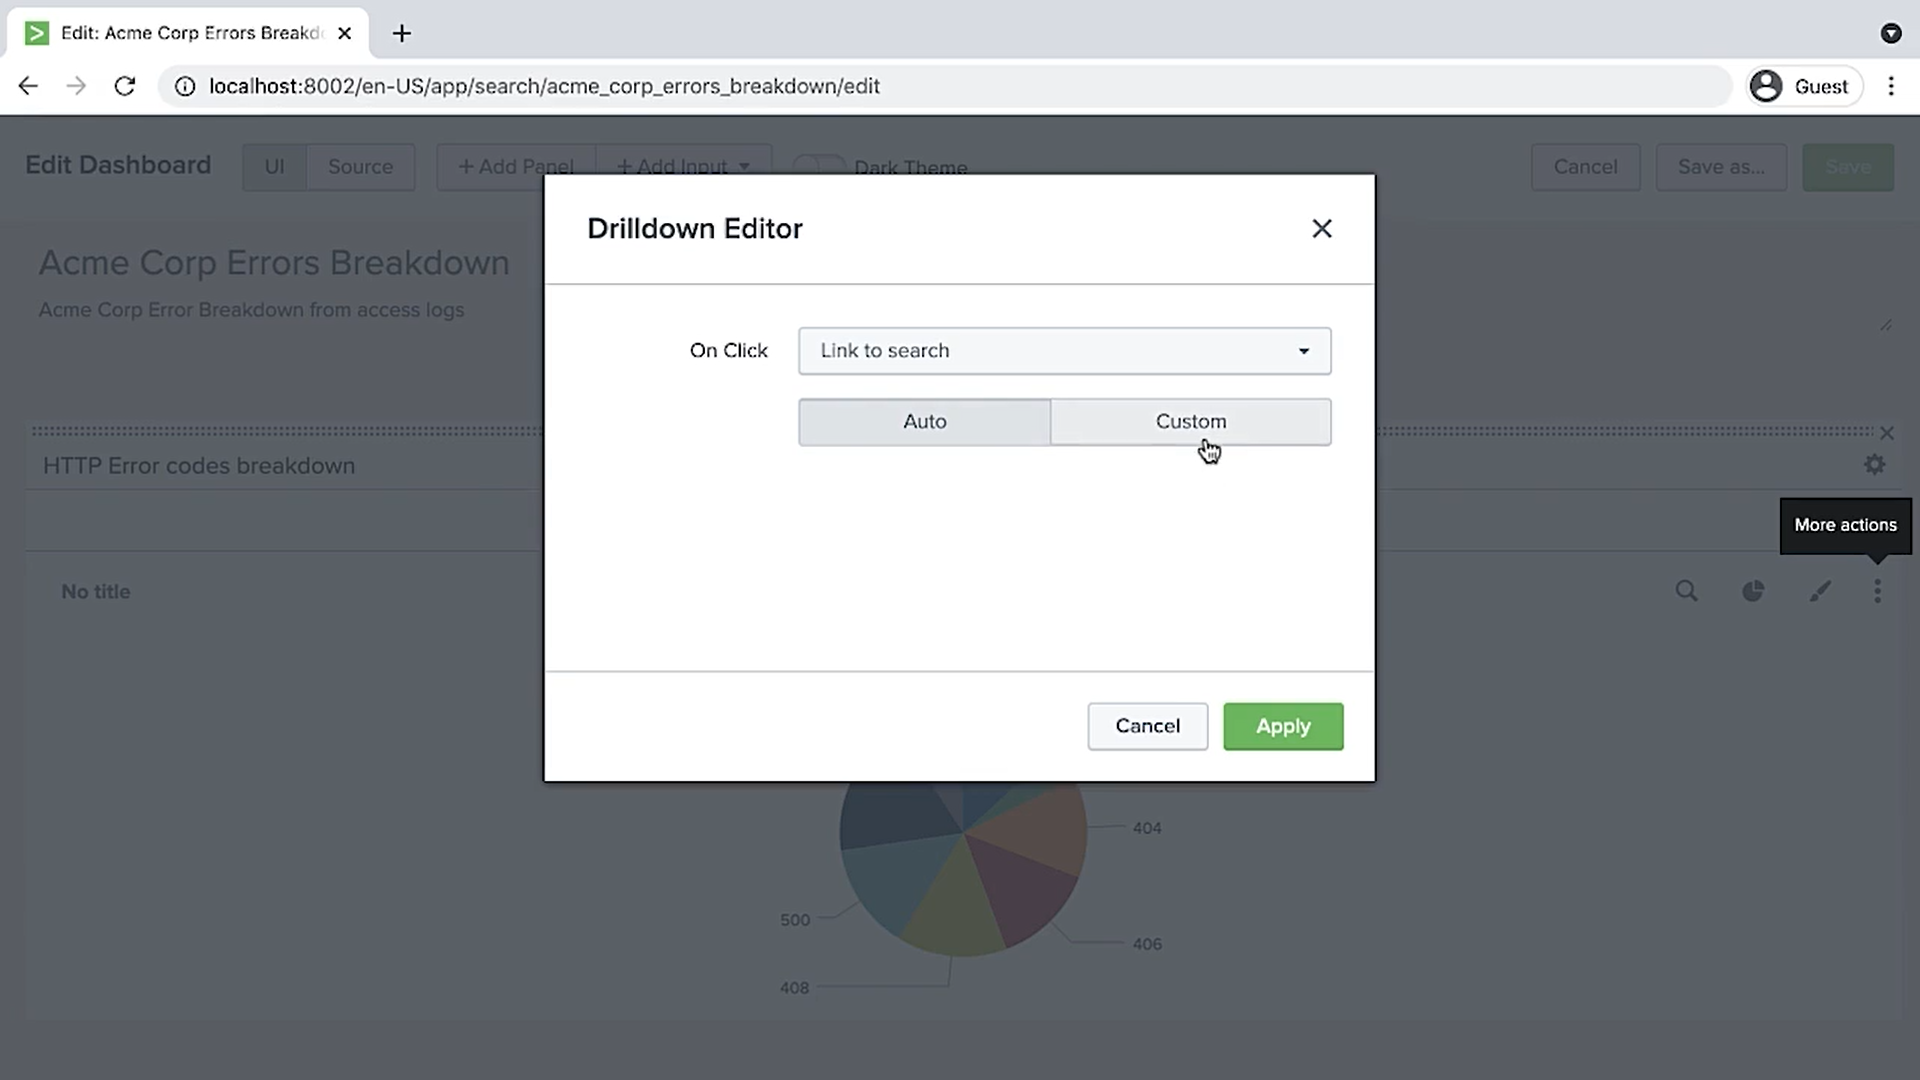 Edit: Acme Corp Errors Breakd
localhost:8002/en-US/app/search/acme_corp_errors_breakdown/edit
Guest
Edit Dashboard
UI
Source
+ Add Panel
+ Add Input
Dark Theme
Cancel
Save as...
Save
Drilldown Editor
Acme Corp Errors Breakdown
Acme Corp Error Breakdown from access logs
On Click
Link to search
Auto
Custom
HTTP Error codes breakdown
More actions
No title
Cancel
Apply
404
500
406
408